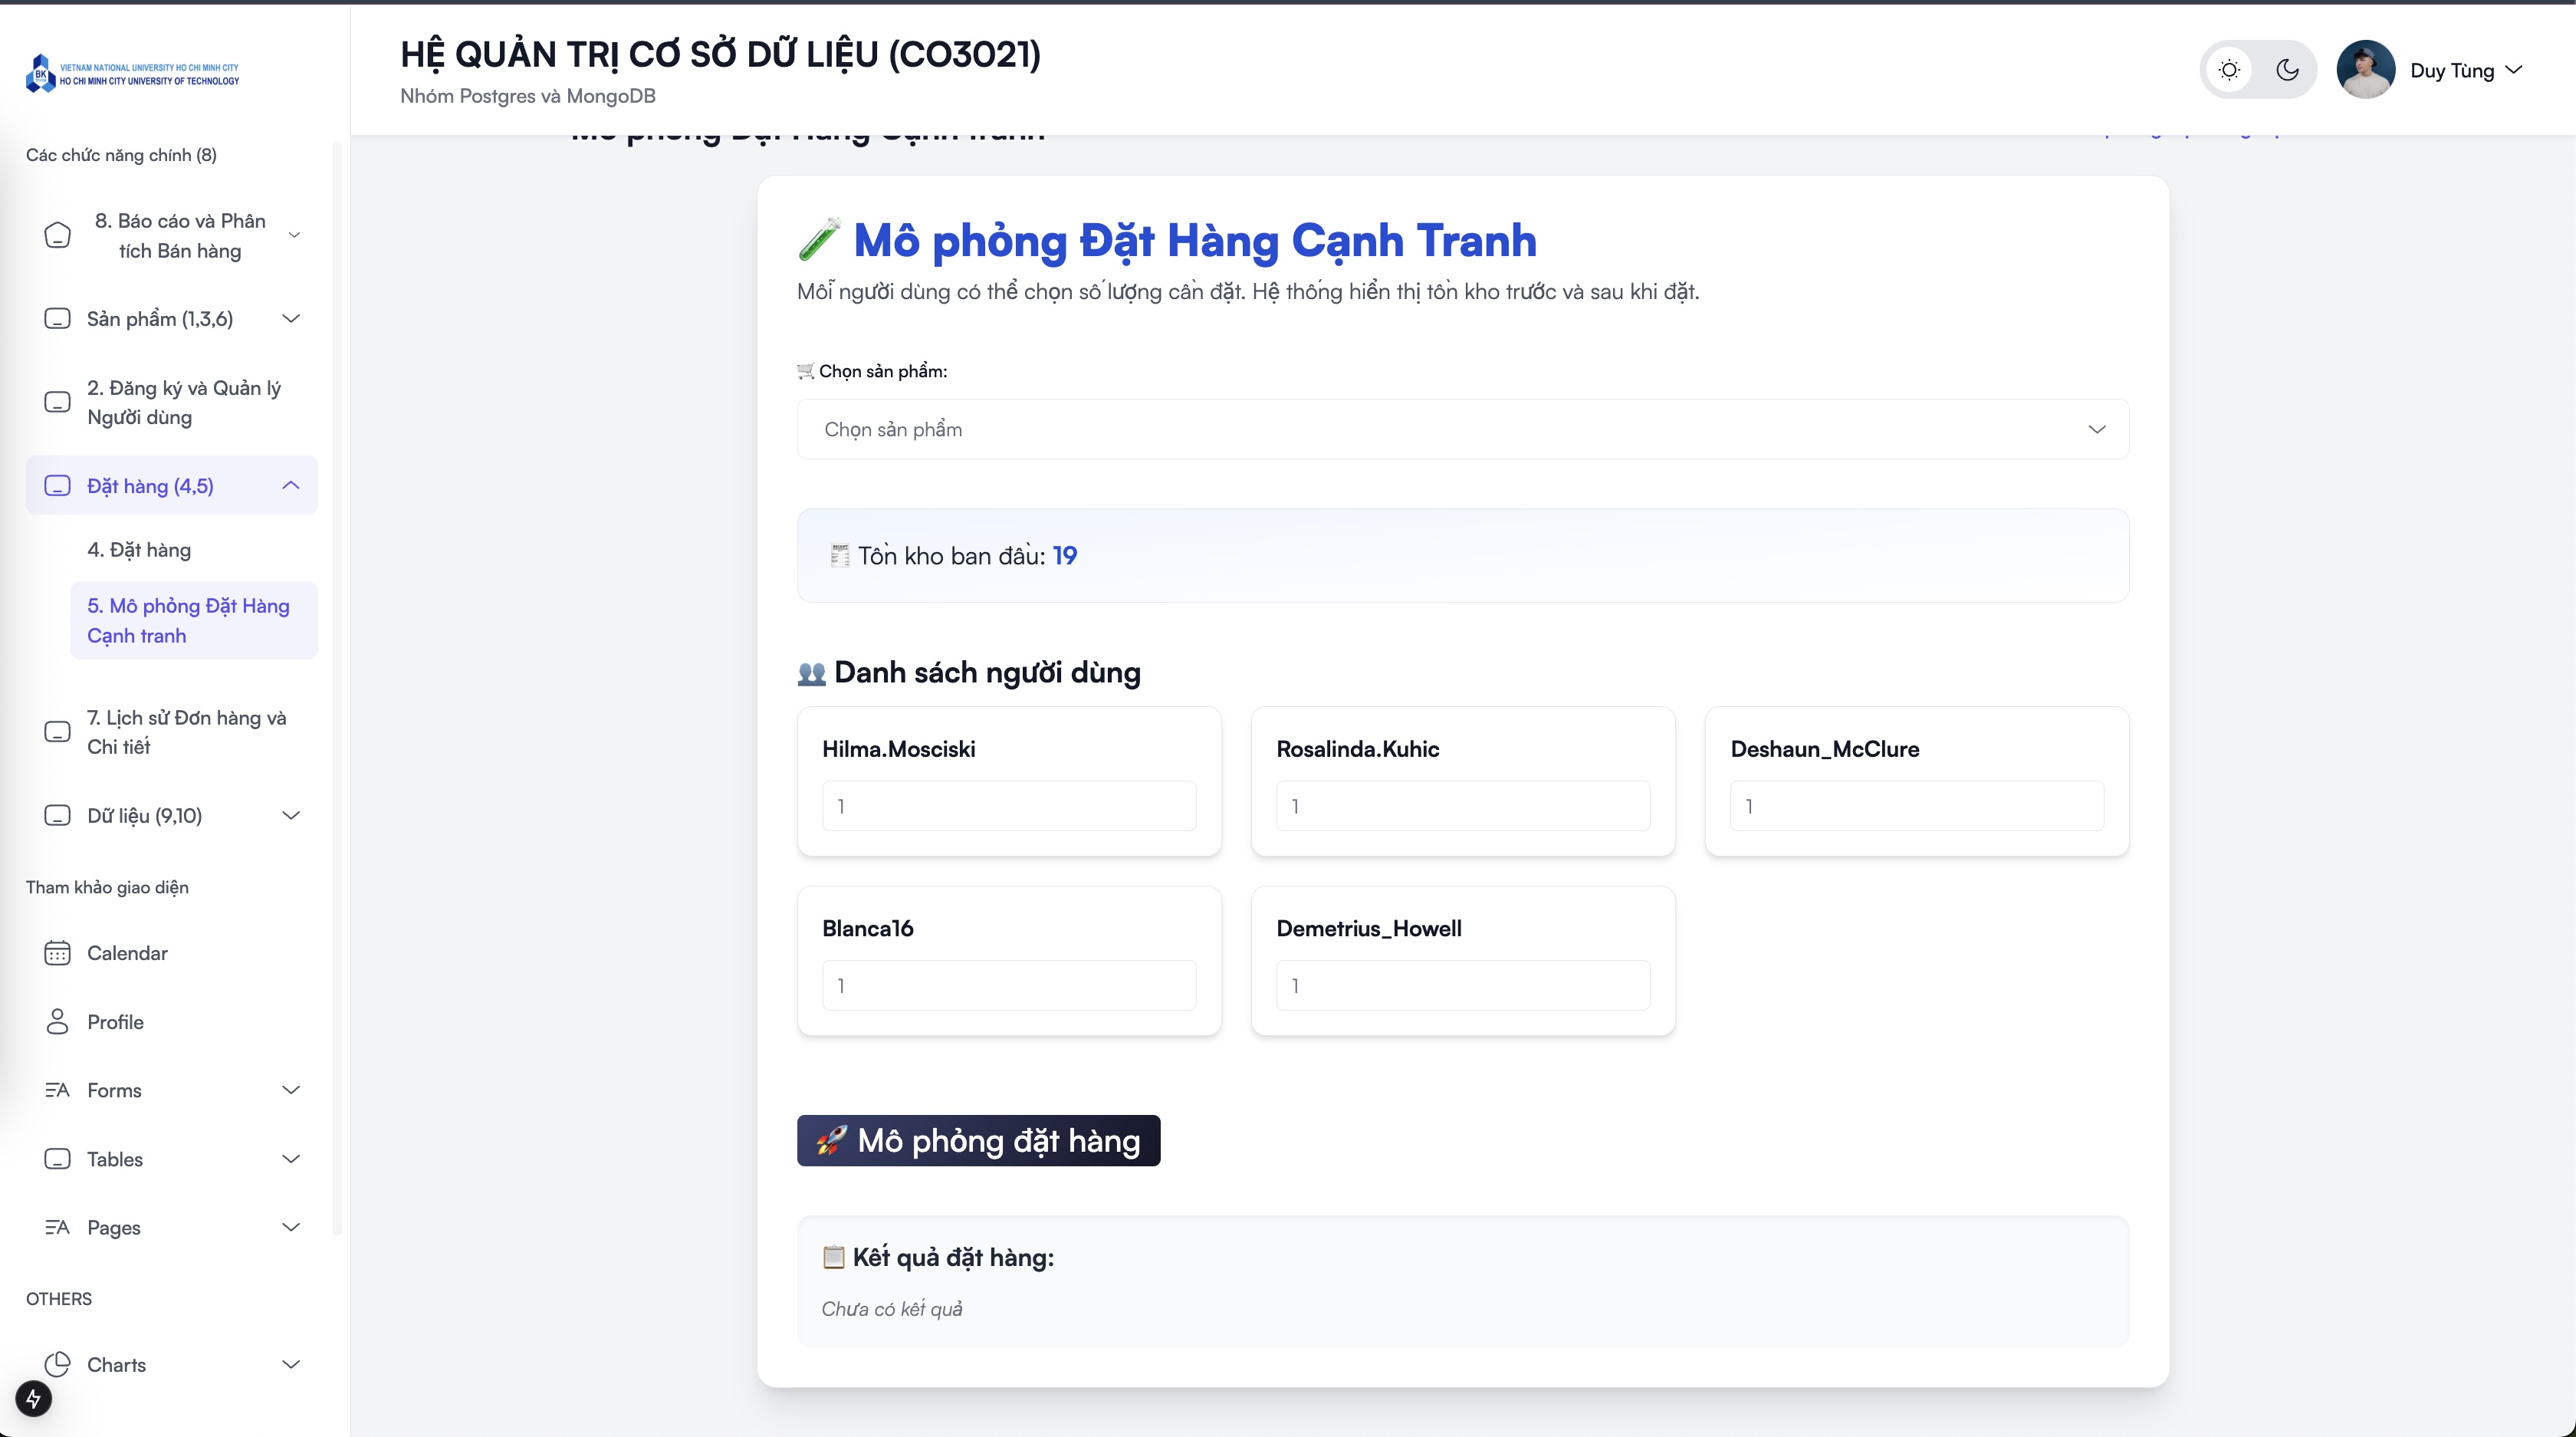 VIETNAM NATIONAL UNIVERSITY HO CHI MINH CITY
HO CHI MINH CITY UNIVERSITY OF TECHNOLOGY
BK
HỆ QUẢN TRỊ CƠ SỞ DỮ LIỆU (CO3021)
Nhóm Postgres và MongoDB
Duy Tùng
Các chức năng chính (8)
8. Báo cáo và Phân
tích Bán hàng
Sản phẩm (1,3,6)
2. Đăng ký và Quản lý
Người dùng
Đặt hàng (4,5)
4. Đặt hàng
5. Mô phỏng Đặt Hàng
Cạnh tranh
7. Lịch sử Đơn hàng và
Chi tiết
Dữ liệu (9,10)
Tham khảo giao diện
Calendar
Profile
Forms
Tables
Pages
OTHERS
Charts
Mô phỏng Đặt Hàng Cạnh tranh
Mô phỏng Đặt Hàng Cạnh Tranh
Mỗi người dùng có thể chọn số lượng cần đặt. Hệ thống hiển thị tồn kho trước và sau khi đặt.
Chọn sản phẩm:
Chọn sản phẩm
Tồn kho ban đầu: 19
Danh sách người dùng
Hilma.Mosciski
1
Rosalinda.Kuhic
1
Deshaun_McClure
1
Blanca16
1
Demetrius_Howell
1
Mô phỏng đặt hàng
Kết quả đặt hàng:
Chưa có kết quả